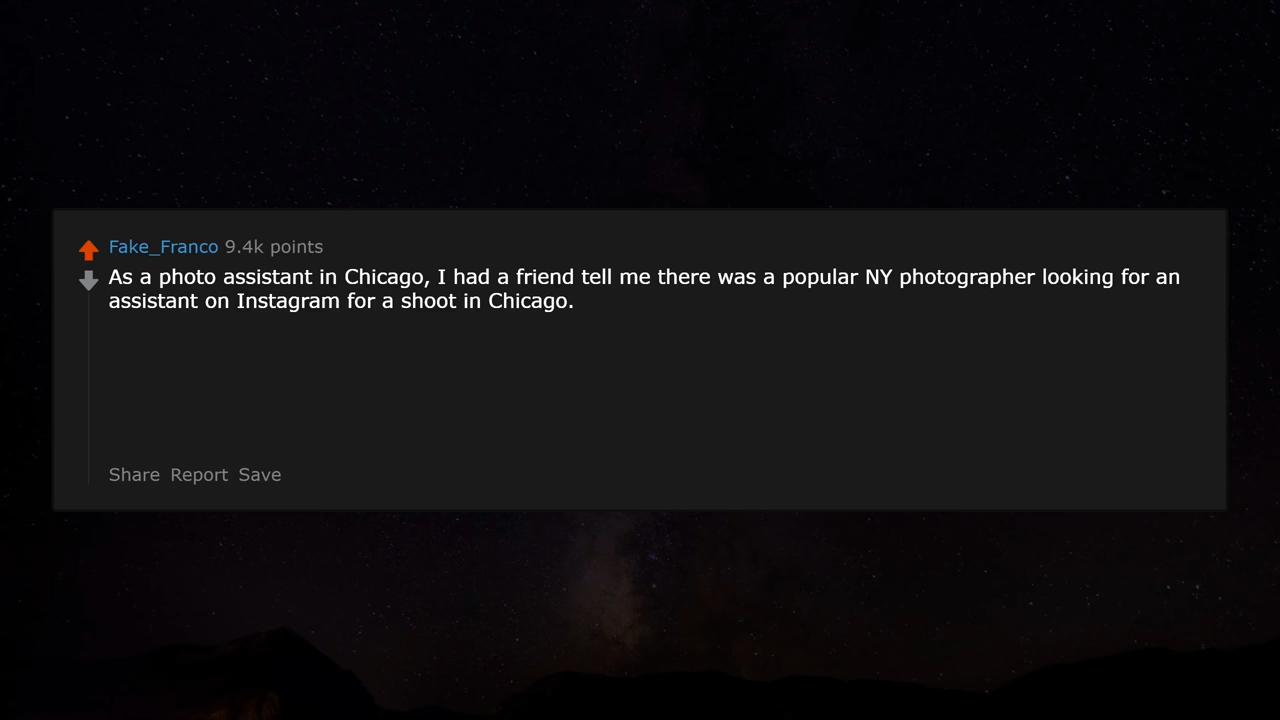 Fake_Franco 9.4k points
As a photo assistant in Chicago, I had a friend tell me there was a popular NY photographer looking for an
assistant on Instagram for a shoot in Chicago.
Share Report Save